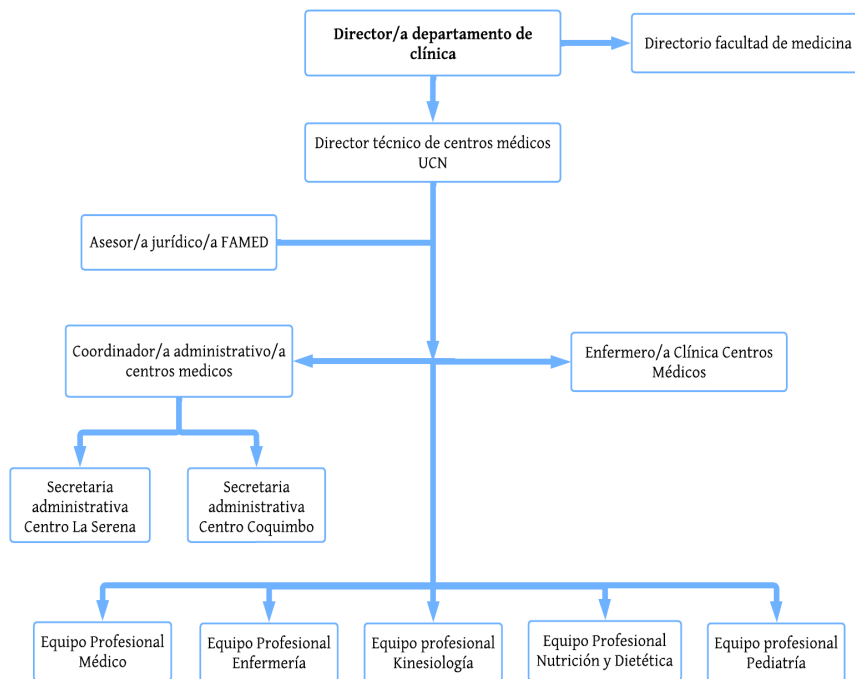 Director/a departamento de
clínica
Directorio facultad de medicina
Director técnico de centros médicos
UCN
Asesor/a jurídico/a FAMED
Coordinador/a administrativo/a
centros medicos
Enfermero/a Clínica Centros
Médicos
Secretaria
administrativa
Centro La Serena
Secretaria
administrativa
Centro Coquimbo
Equipo Profesional
Médico
Equipo Profesional
Enfermería
Equipo profesional
Kinesiología
Equipo Profesional
Nutrición y Dietética
Equipo profesional
Pediatría